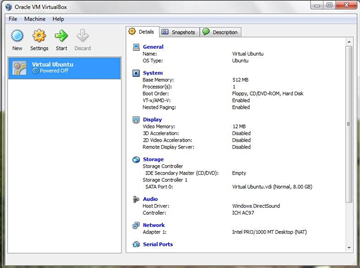 Oracle VM VirtualBox
File Machine Help
New Settings Start Discard
Details Snapshots Description
Virtual Ubuntu
Powered Off
General
Name: Virtual Ubuntu
OS Type: Ubuntu
System
Base Memory: 512 MB
Processor(s): 1
Boot Order: Floppy, CD/DVD-ROM, Hard Disk
VT-x/AMD-V: Enabled
Nested Paging: Enabled
Display
Video Memory: 12 MB
3D Acceleration: Disabled
2D Video Acceleration: Disabled
Remote Display Server: Disabled
Storage
Storage Controller
IDE Secondary Master (CD/DVD): Empty
Storage Controller 1
SATA Port 0: Virtual Ubuntu.vdi (Normal, 8.00 GB)
Audio
Host Driver: Windows DirectSound
Controller: ICH AC97
Network
Adapter 1: Intel PRO/1000 MT Desktop (NAT)
Serial Ports